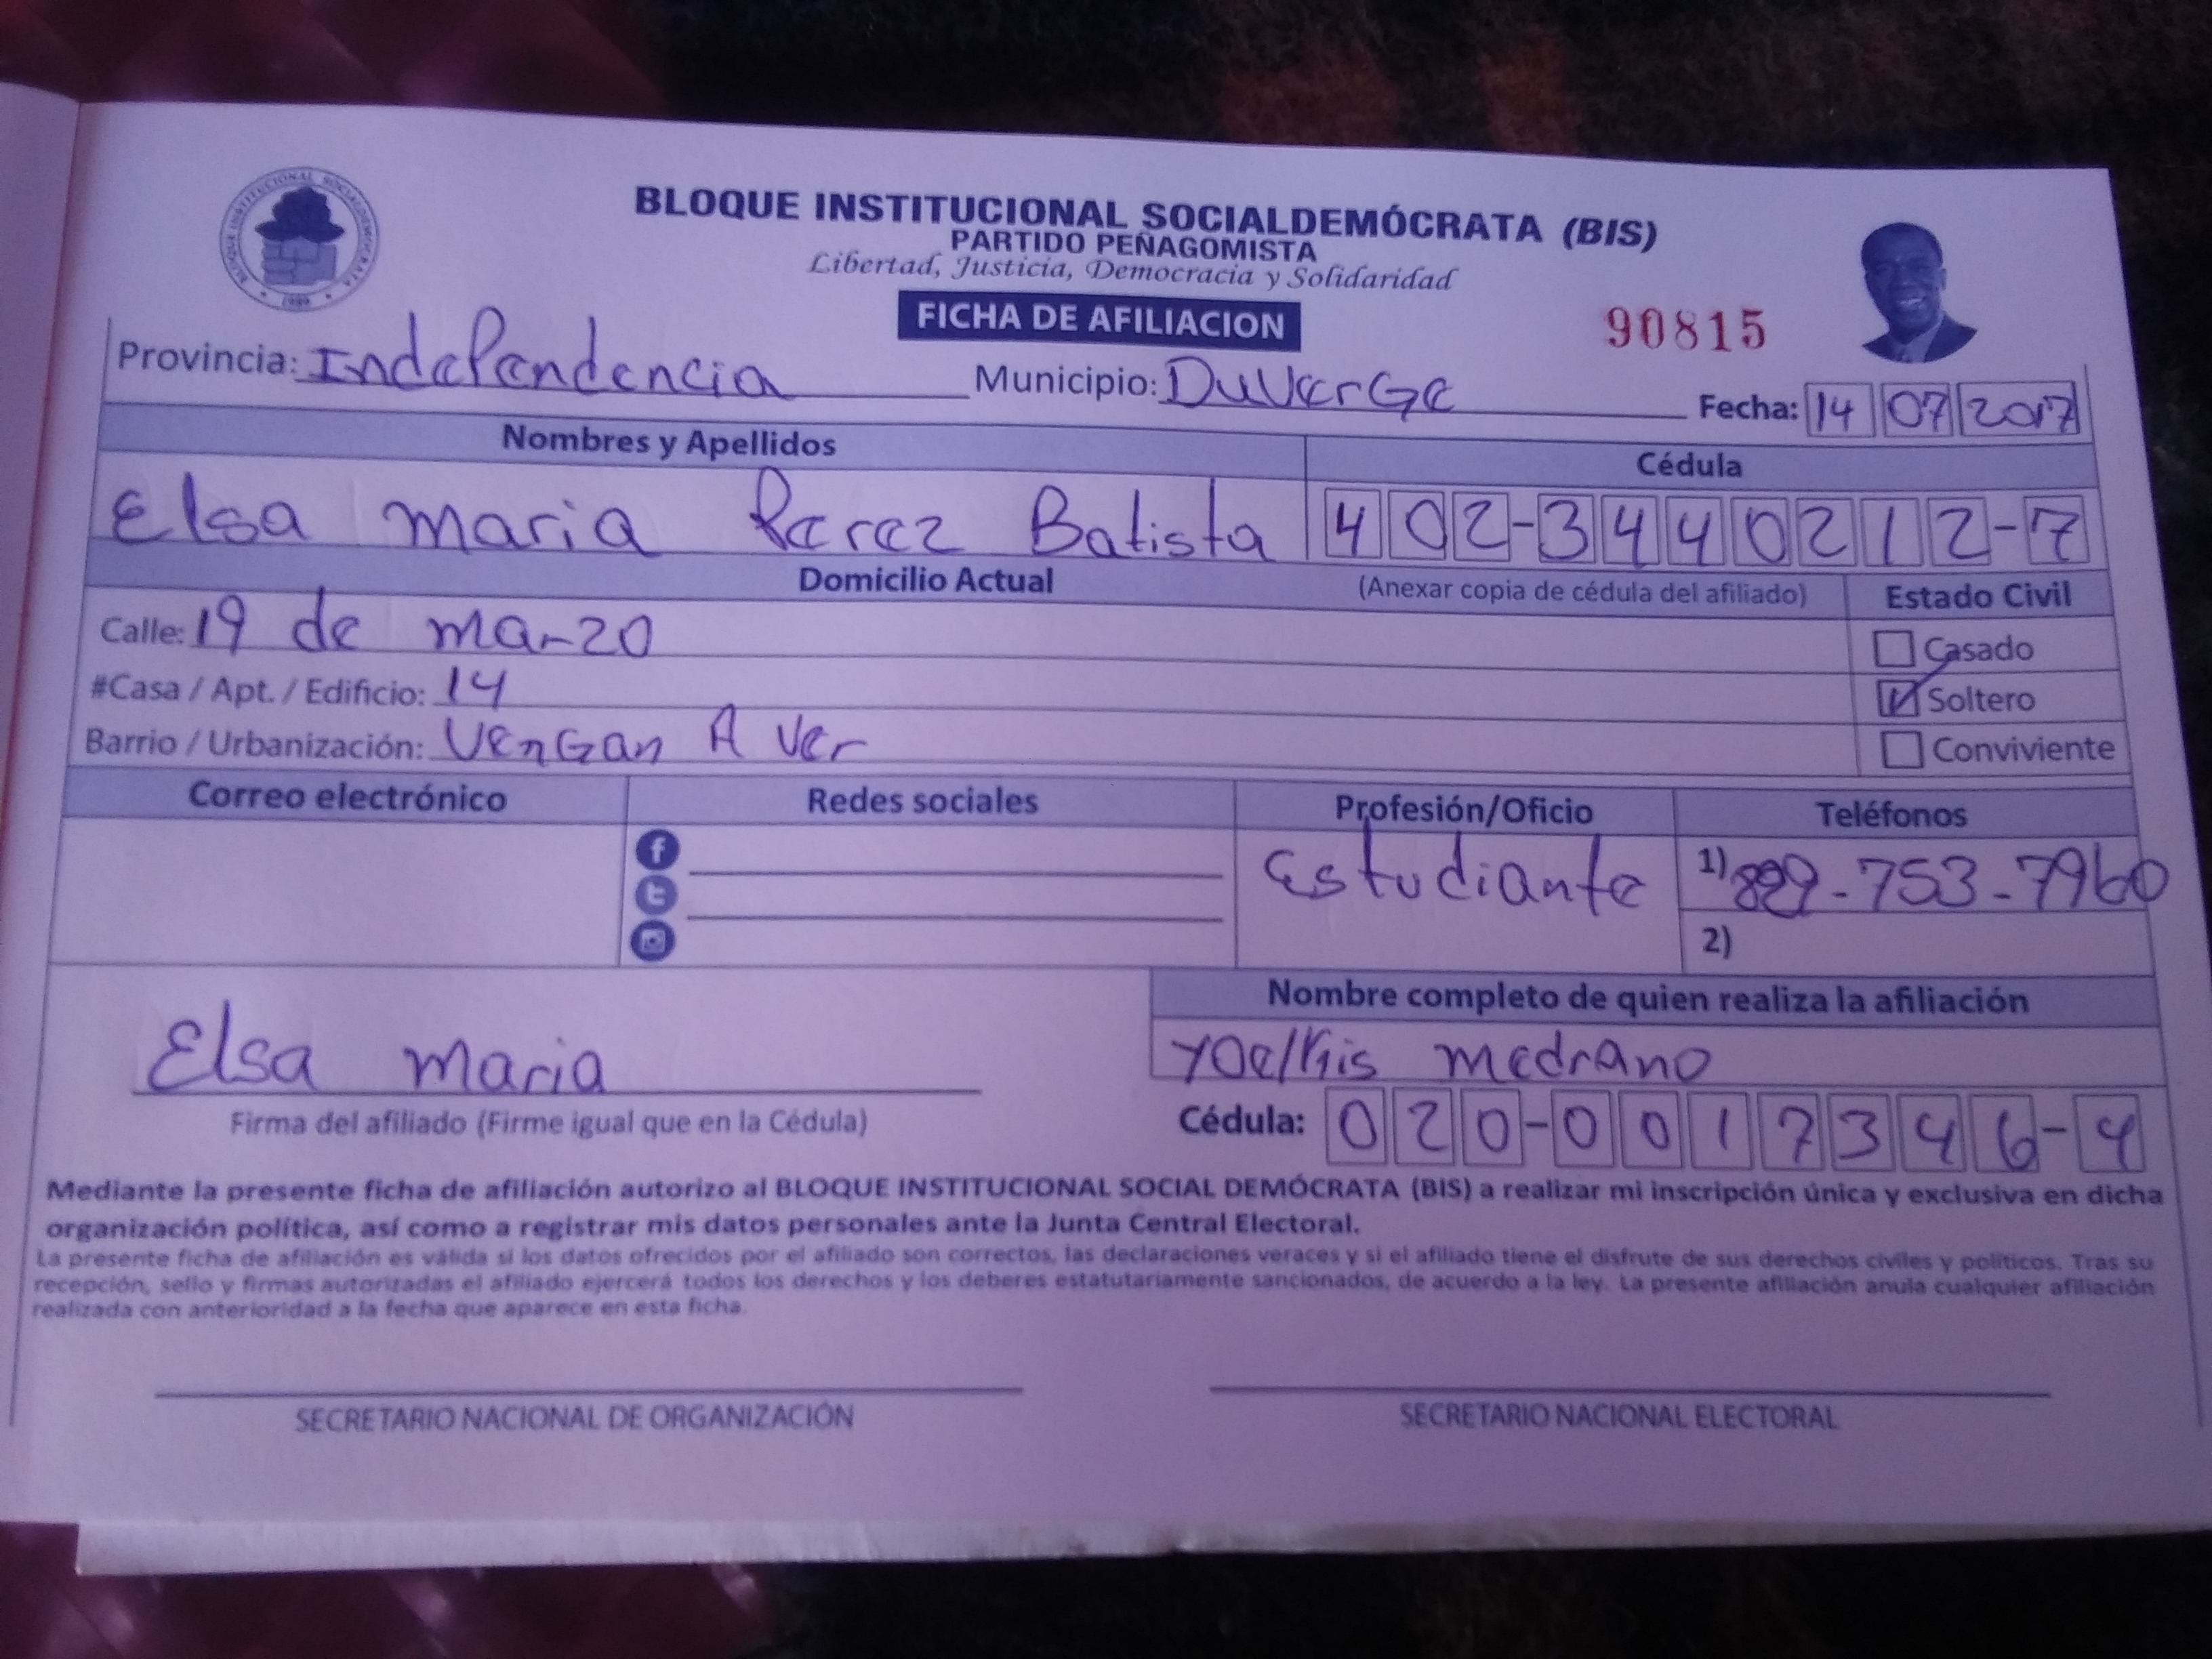 BLOQUE INSTITUCIONAL SOCIALDEMOCRATA
1989
BLOQUE INSTITUCIONAL SOCIALDEMÓCRATA (BIS)
PARTIDO PEÑAGOMISTA
Libertad, Justicia, Democracia y Solidaridad
FICHA DE AFILIACION
90815
Provincia: Independencia Municipio: DuVerGe Fecha: 14 07 2017
Nombres y Apellidos Cédula
Elsa maria Perez Batista 402-3440212-7
Domicilio Actual (Anexar copia de cédula del afiliado) Estado Civil
Calle: 19 de marzo Casado
#Casa / Apt. / Edificio: 14 Soltero
Barrio / Urbanización: VenGan A Ver Conviviente
Correo electrónico Redes sociales Profesión/Oficio Teléfonos
Estudiante 1) 829-753-7960
2)
Nombre completo de quien realiza la afiliación
Elsa maria medrano
Firma del afiliado (Firme igual que en la Cédula) Cédula: 020-0017346-4
Mediante la presente ficha de afiliación autorizo al BLOQUE INSTITUCIONAL SOCIAL DEMÓCRATA (BIS) a realizar mi inscripción única y exclusiva en dicha
organización política, así como a registrar mis datos personales ante la Junta Central Electoral.
La presente ficha de afiliación es válida si los datos ofrecidos por el afiliado son correctos, las declaraciones veraces y si el afiliado tiene el disfrute de sus derechos civiles y políticos. Tras su
recepción, sello y firmas autorizadas el afiliado ejercerá todos los derechos y los deberes estatutariamente sancionados, de acuerdo a la ley. La presente afiliación anula cualquier afiliación
realizada con anterioridad a la fecha que aparece en esta ficha.
SECRETARIO NACIONAL DE ORGANIZACIÓN SECRETARIO NACIONAL ELECTORAL